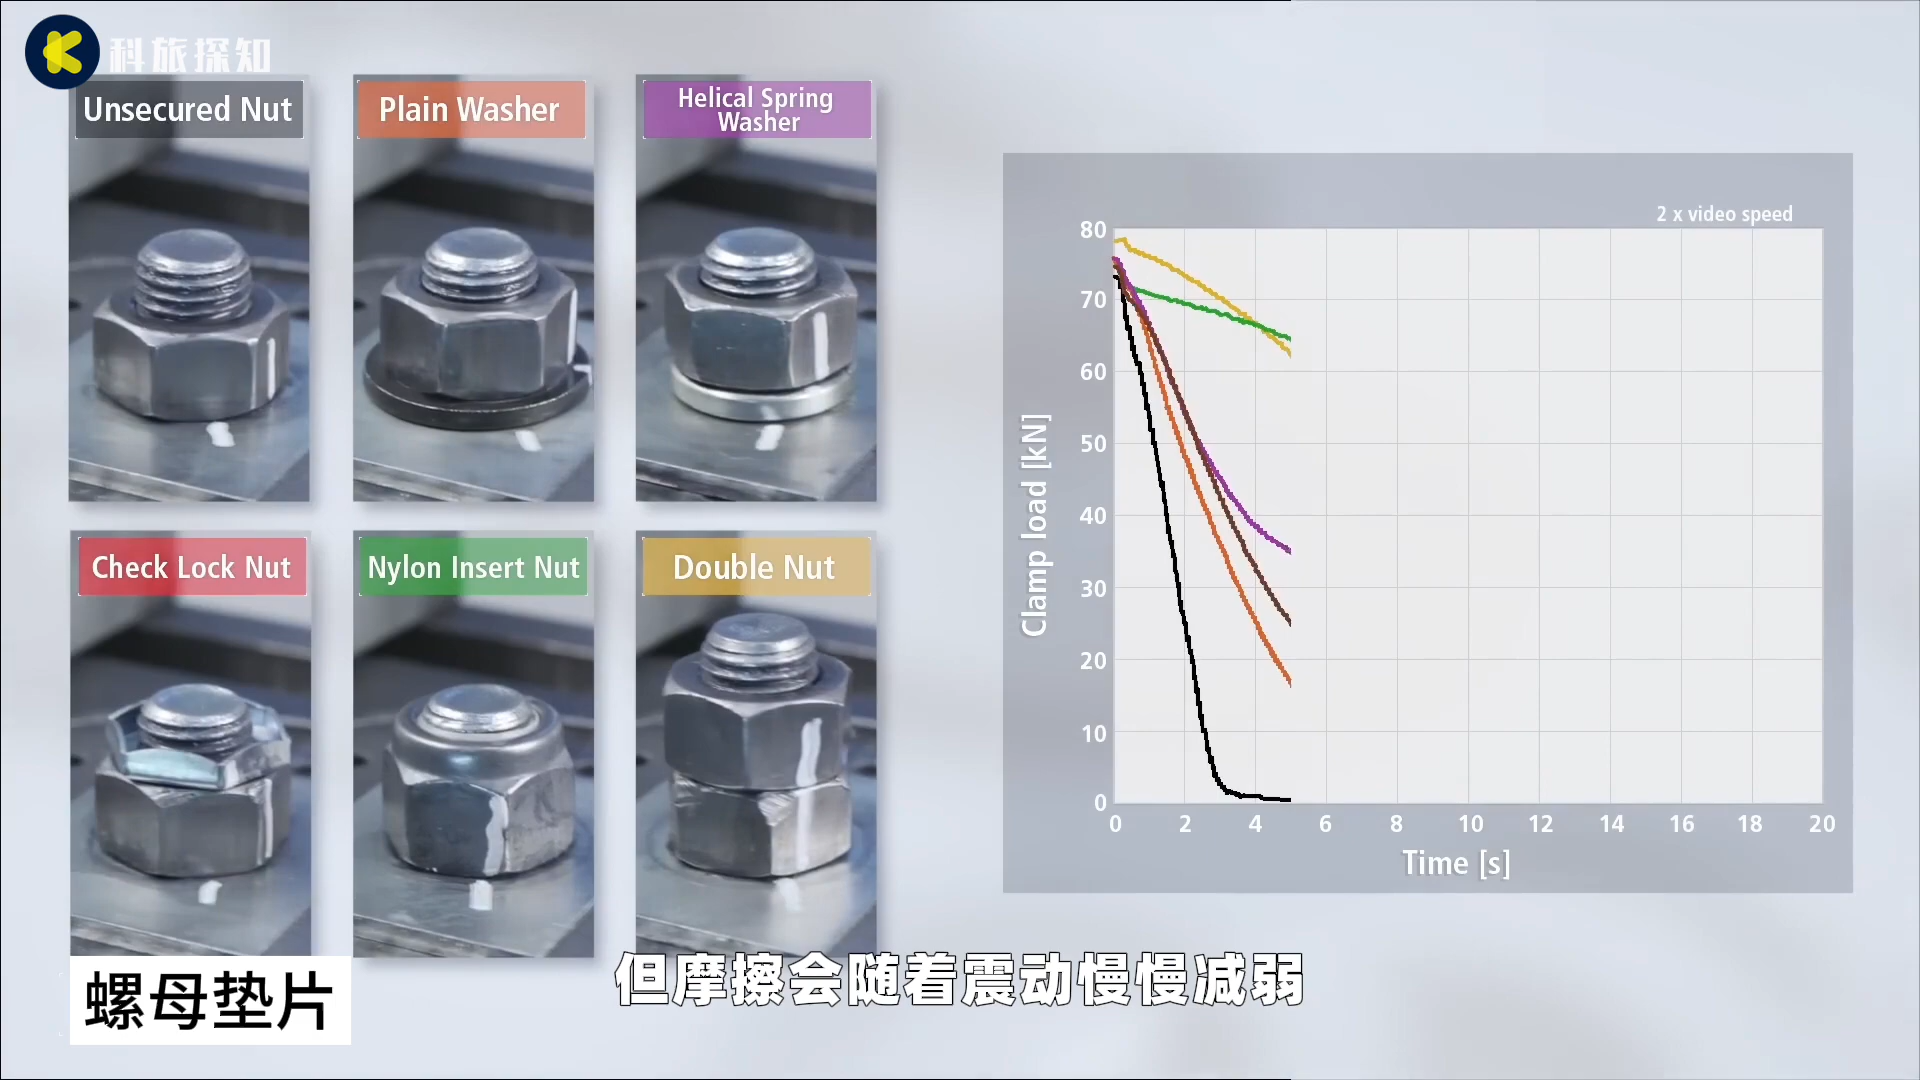 科旅探知
Unsecured Nut
Plain Washer
Helical Spring
Washer
Check Lock Nut
Nylon Insert Nut
Double Nut
2 x video speed
80
70
60
50
40
30
20
10
0
Clamp load [kN]
0 2 4 6 8 10 12 14 16 18 20
Time [s]
但摩擦会随着震动慢慢减弱
螺母垫片